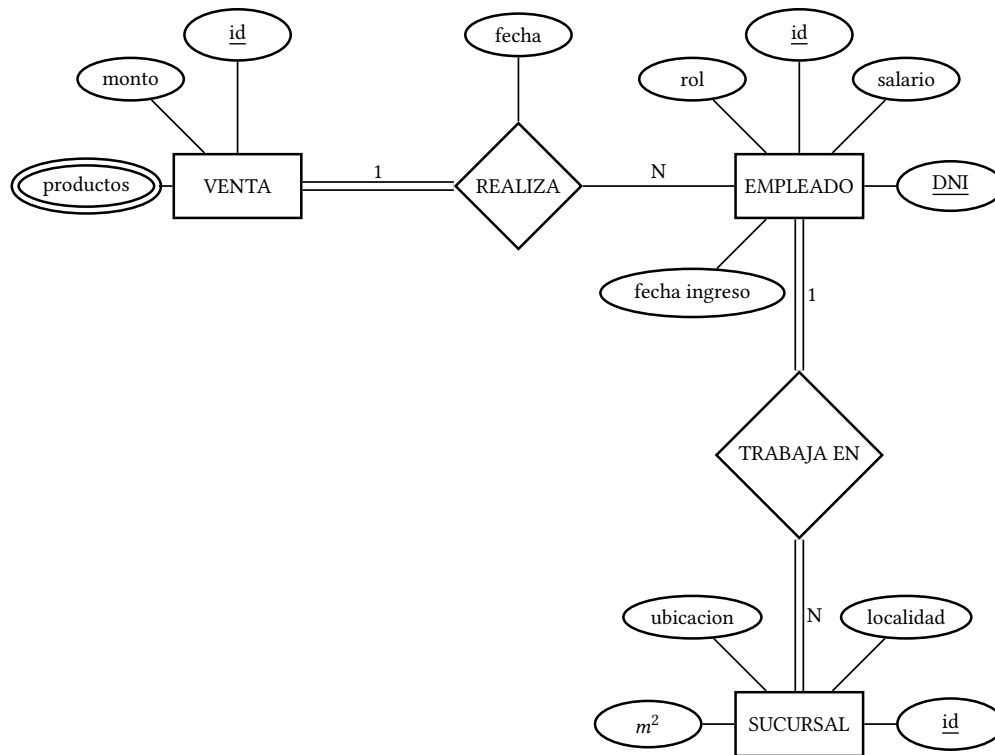 id
fecha
id
monto
rol
salario
productos
VENTA
1
REALIZA
N
EMPLEADO
DNI
fecha ingreso
1
TRABAJA EN
ubicacion
N
localidad
m²
SUCURSAL
id